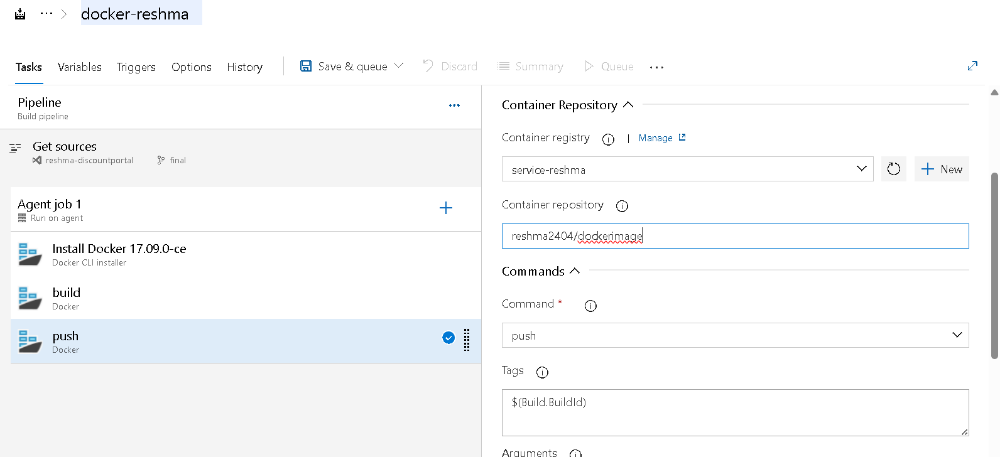 docker-reshma
Tasks Variables Triggers Options History Save & queue Discard Summary Queue
Pipeline
Build pipeline
Get sources
reshma-discountportal final
Agent job 1
Run on agent
Install Docker 17.09.0-ce
Docker CLI installer
build
Docker
push
Docker
Container Repository
Container registry | Manage
service-reshma
New
Container repository
reshma2404/dockerimage
Commands
Command *
push
Tags
$(Build.BuildId)
Arguments